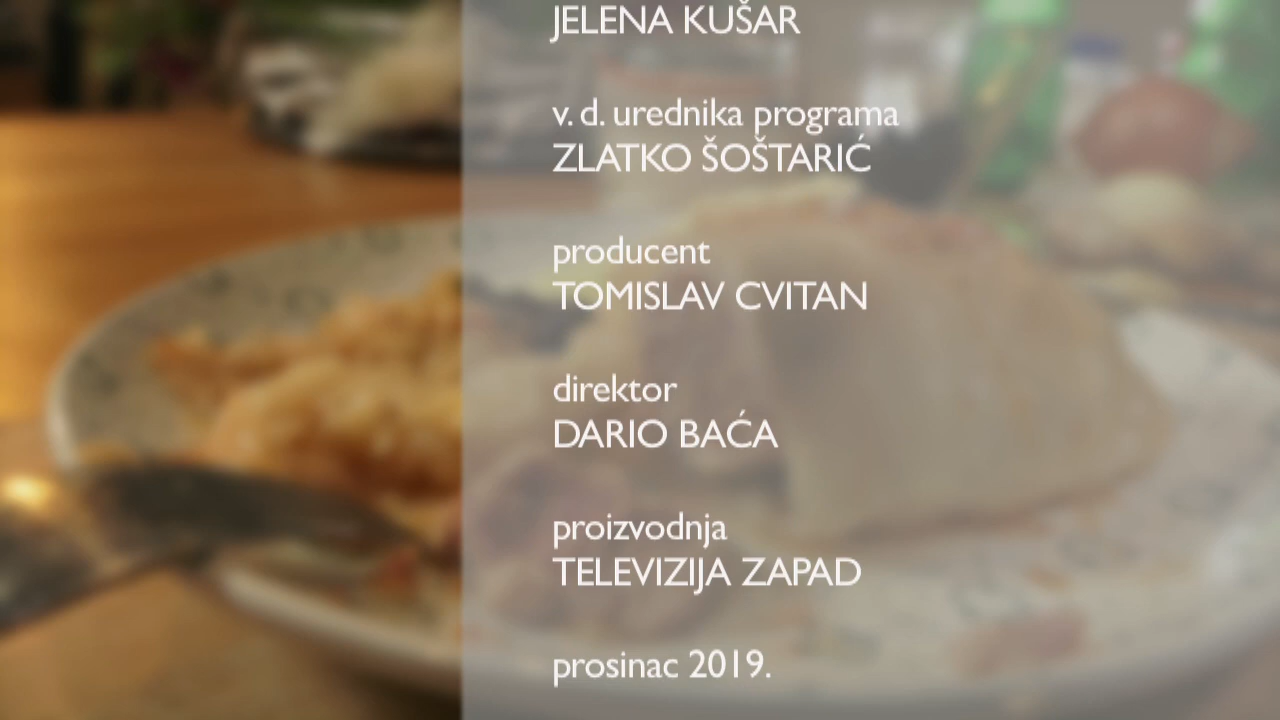 JELENA KUŠAR
v. d. urednika programa
ZLATKO ŠOŠTARIĆ
producent
TOMISLAV CVITAN
direktor
DARIO BAĆA
proizvodnja
TELEVIZIJA ZAPAD
prosinac 2019.